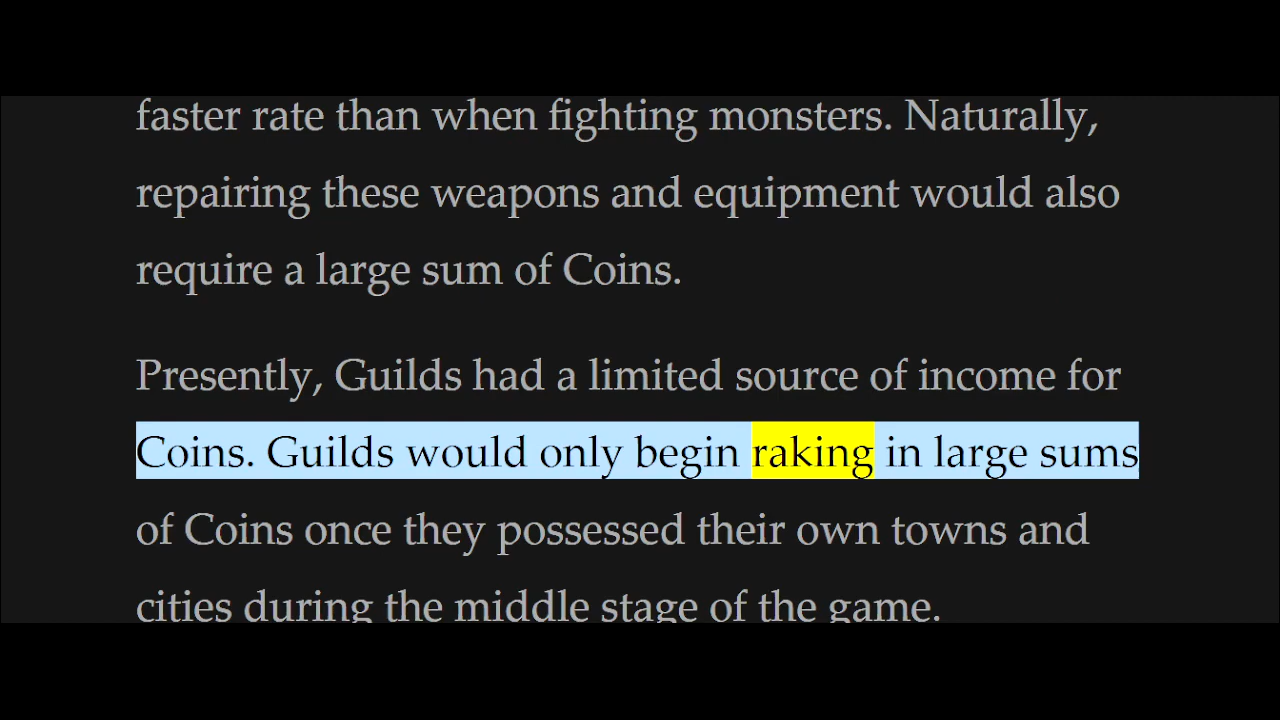 faster rate than when fighting monsters. Naturally,
repairing these weapons and equipment would also
require a large sum of Coins.
Presently, Guilds had a limited source of income for
Coins. Guilds would only begin raking in large sums
of Coins once they possessed their own towns and
cities during the middle stage of the game.